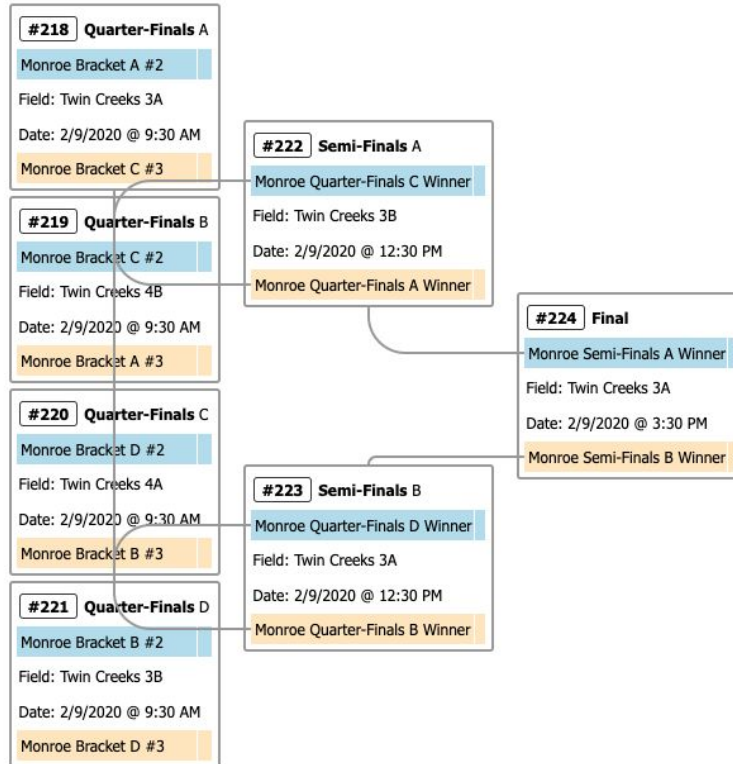 #218 Quarter-Finals A
Monroe Bracket A #2
Field: Twin Creeks 3A
Date: 2/9/2020 @ 9:30 AM
Monroe Bracket C #3
#219 Quarter-Finals B
Monroe Bracket C #2
Field: Twin Creeks 4B
Date: 2/9/2020 @ 9:30 AM
Monroe Bracket A #3
#220 Quarter-Finals C
Monroe Bracket D #2
Field: Twin Creeks 4A
Date: 2/9/2020 @ 9:30 AM
Monroe Bracket B #3
#221 Quarter-Finals D
Monroe Bracket B #2
Field: Twin Creeks 3B
Date: 2/9/2020 @ 9:30 AM
Monroe Bracket D #3
#222 Semi-Finals A
Monroe Quarter-Finals C Winner
Field: Twin Creeks 3B
Date: 2/9/2020 @ 12:30 PM
Monroe Quarter-Finals A Winner
#223 Semi-Finals B
Monroe Quarter-Finals D Winner
Field: Twin Creeks 3A
Date: 2/9/2020 @ 12:30 PM
Monroe Quarter-Finals B Winner
#224 Final
Monroe Semi-Finals A Winner
Field: Twin Creeks 3A
Date: 2/9/2020 @ 3:30 PM
Monroe Semi-Finals B Winner